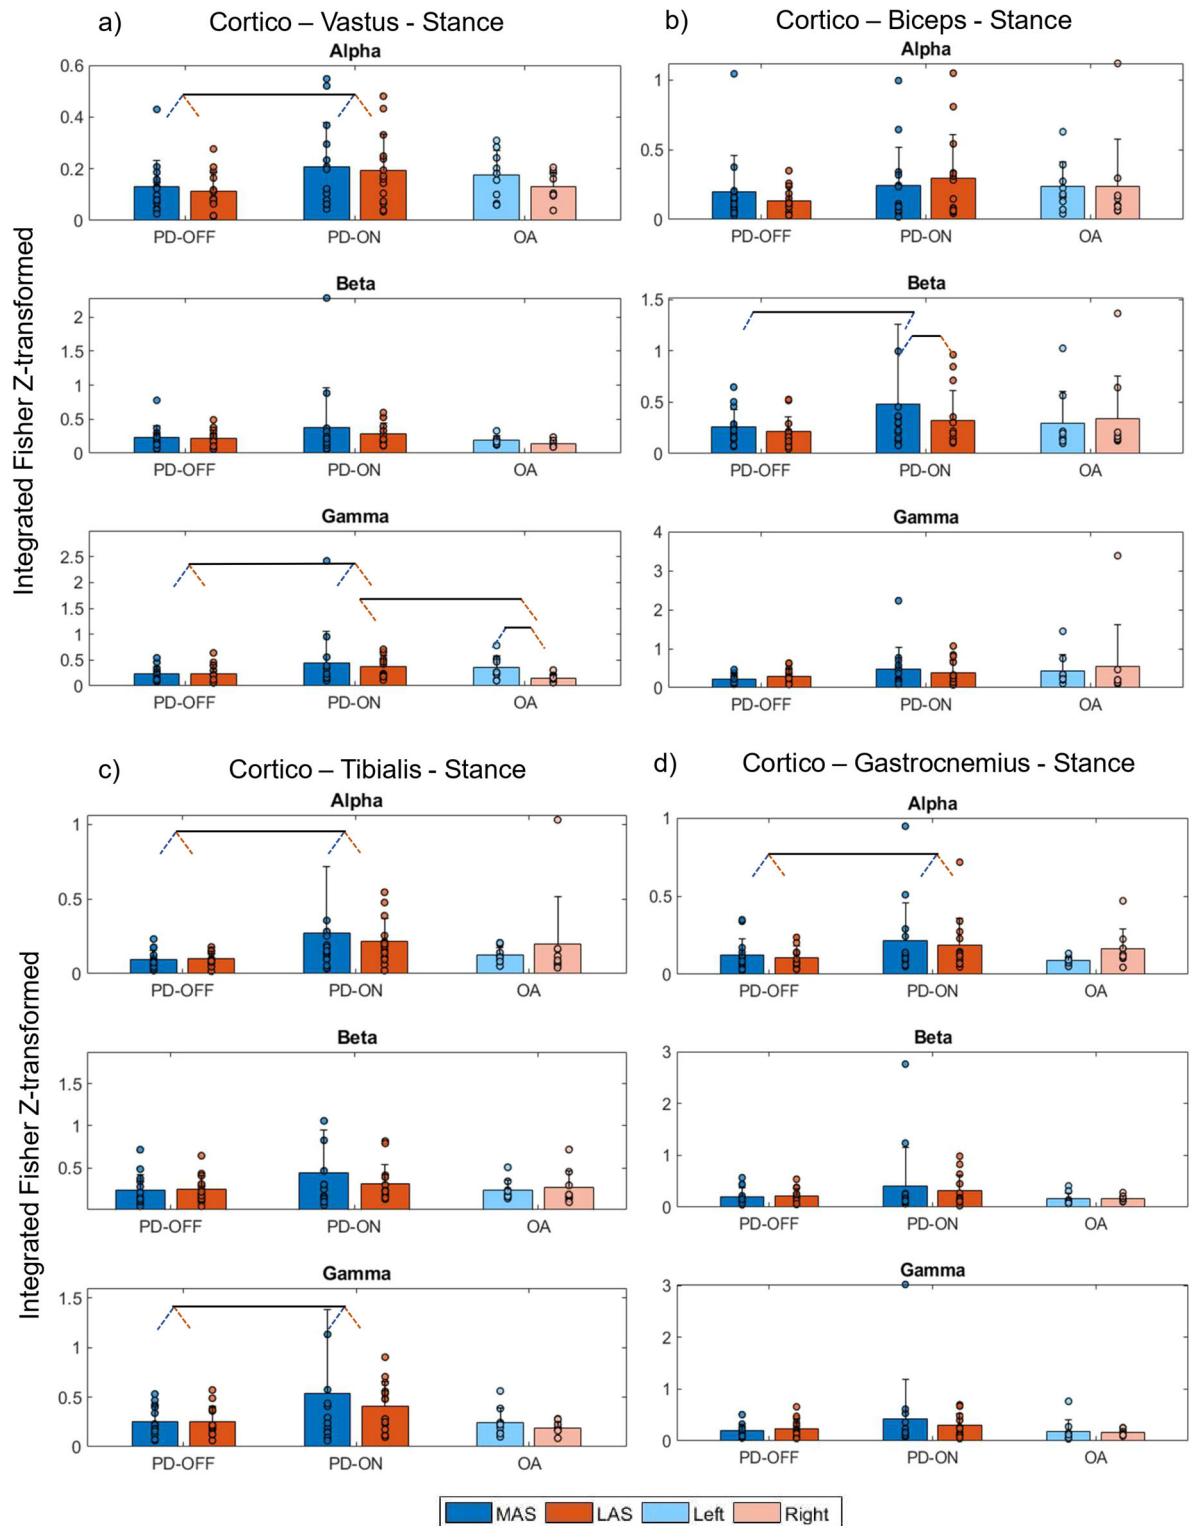 a) Cortico – Vastus - Stance
Alpha
0.6
0.4
0.2
0
PD-OFF PD-ON OA
Beta
2
1.5
1
0.5
0
PD-OFF PD-ON OA
Gamma
2.5
2
1.5
1
0.5
0
PD-OFF PD-ON OA
b) Cortico – Biceps - Stance
Alpha
1
0.5
0
PD-OFF PD-ON OA
Beta
1.5
1
0.5
0
PD-OFF PD-ON OA
Gamma
4
3
2
1
0
PD-OFF PD-ON OA
Integrated Fisher Z-transformed
c) Cortico – Tibialis - Stance
Alpha
1
0.5
0
PD-OFF PD-ON OA
Beta
1.5
1
0.5
PD-OFF PD-ON OA
Gamma
1.5
1
0.5
0
PD-OFF PD-ON OA
d) Cortico – Gastrocnemius - Stance
Alpha
1
0.5
0
PD-OFF PD-ON OA
Beta
3
2
1
0
PD-OFF PD-ON OA
Gamma
3
2
1
0
PD-OFF PD-ON OA
Integrated Fisher Z-transformed
MAS LAS Left Right